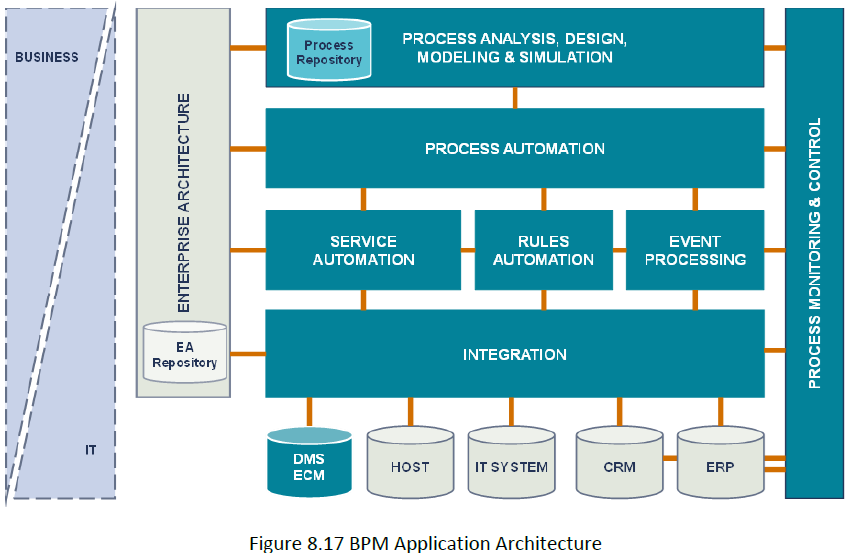 BUSINESS
IT
ENTERPRISE ARCHITECTURE
EA
Repository
Process
Repository
PROCESS ANALYSIS, DESIGN,
MODELING & SIMULATION
PROCESS AUTOMATION
SERVICE
AUTOMATION
RULES
AUTOMATION
EVENT
PROCESSING
INTEGRATION
DMS
ECM
HOST
IT SYSTEM
CRM
ERP
PROCESS MONITORING & CONTROL
Figure 8.17 BPM Application Architecture